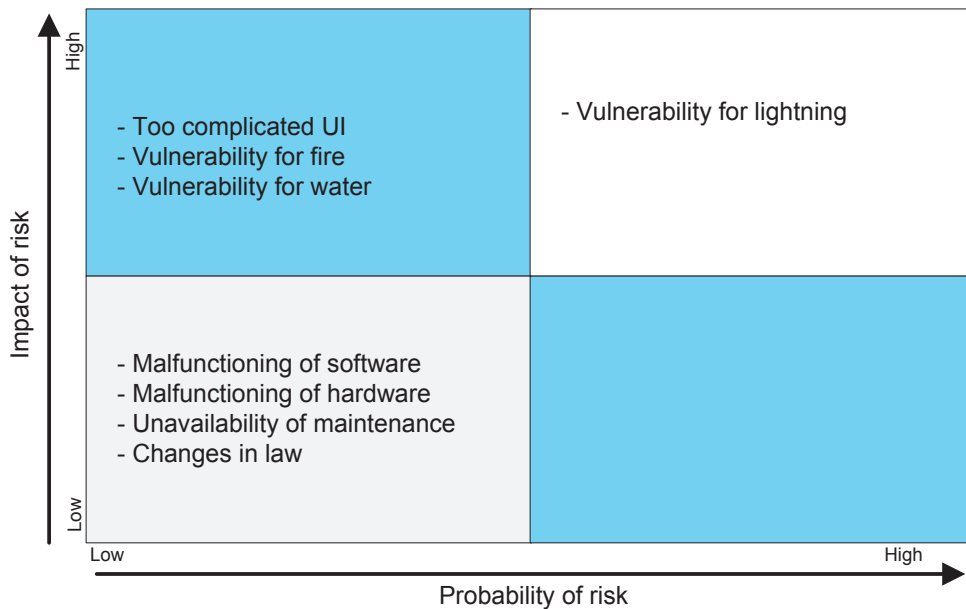 High
- Too complicated UI
- Vulnerability for fire
- Vulnerability for water
- Vulnerability for lightning
Impact of risk
- Malfunctioning of software
- Malfunctioning of hardware
- Unavailability of maintenance
- Changes in law
Low
Low
High
Probability of risk